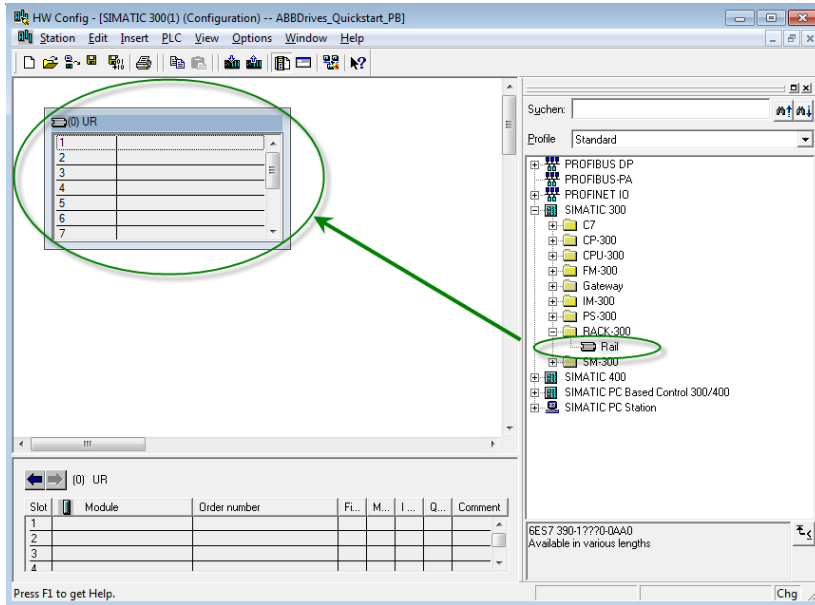 HW Config - [SIMATIC 300(1) (Configuration) -- ABBDrives_Quickstart_PB]
Station Edit Insert PLC View Options Window Help
(0) UR
1
2
3
4
5
6
7
Suchen:
Profile Standard
PROFIBUS DP
PROFIBUS-PA
PROFINET IO
SIMATIC 300
C7
CP-300
CPU-300
FM-300
Gateway
IM-300
PS-300
RACK-300
Rail
SM-300
SIMATIC 400
SIMATIC PC Based Control 300/400
SIMATIC PC Station
(0) UR
Slot Module Order number Fi... M... I ... Q... Comment
1
2
3
4
6ES7 390-1???0-0AA0
Available in various lengths
Press F1 to get Help.
Chg